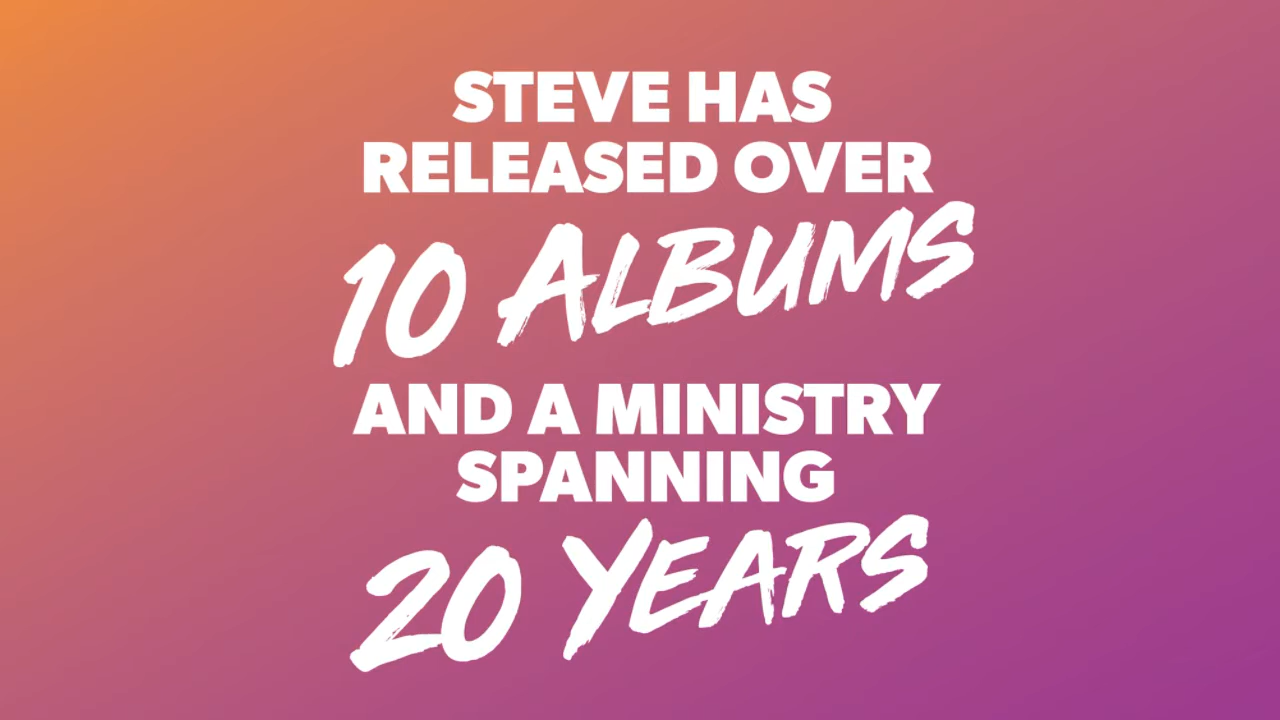 STEVE HAS
RELEASED OVER
10 ALBUMS
AND A MINISTRY
SPANNING
20 YEARS